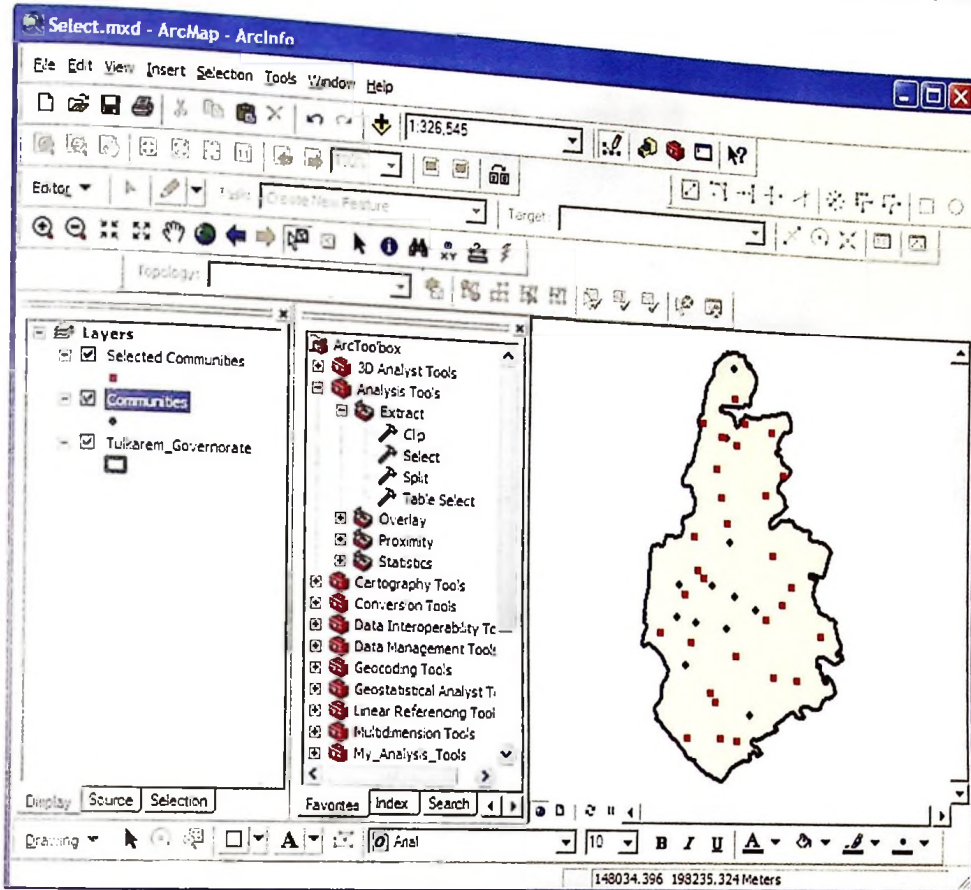 Select.mxd - ArcMap - ArcInfo
File Edit View Insert Selection Tools Window Help
1:326,545
Editor Task: Create New Feature Target:
Topology:
Layers
Selected Communities
Communities
Tulkarem_Governorate
Display Source Selection
ArcToolbox
3D Analyst Tools
Analysis Tools
Extract
Clip
Select
Split
Table Select
Overlay
Proximity
Statistics
Cartography Tools
Conversion Tools
Data Interoperability Tc
Data Management Tools
Geocoding Tools
Geostatistical Analyst T
Linear Referencing Tool
Multidimension Tools
My_Analysis_Tools
Favorites Index Search
Drawing A Arial 10 B I U A
148034.396 198235.324 Meters